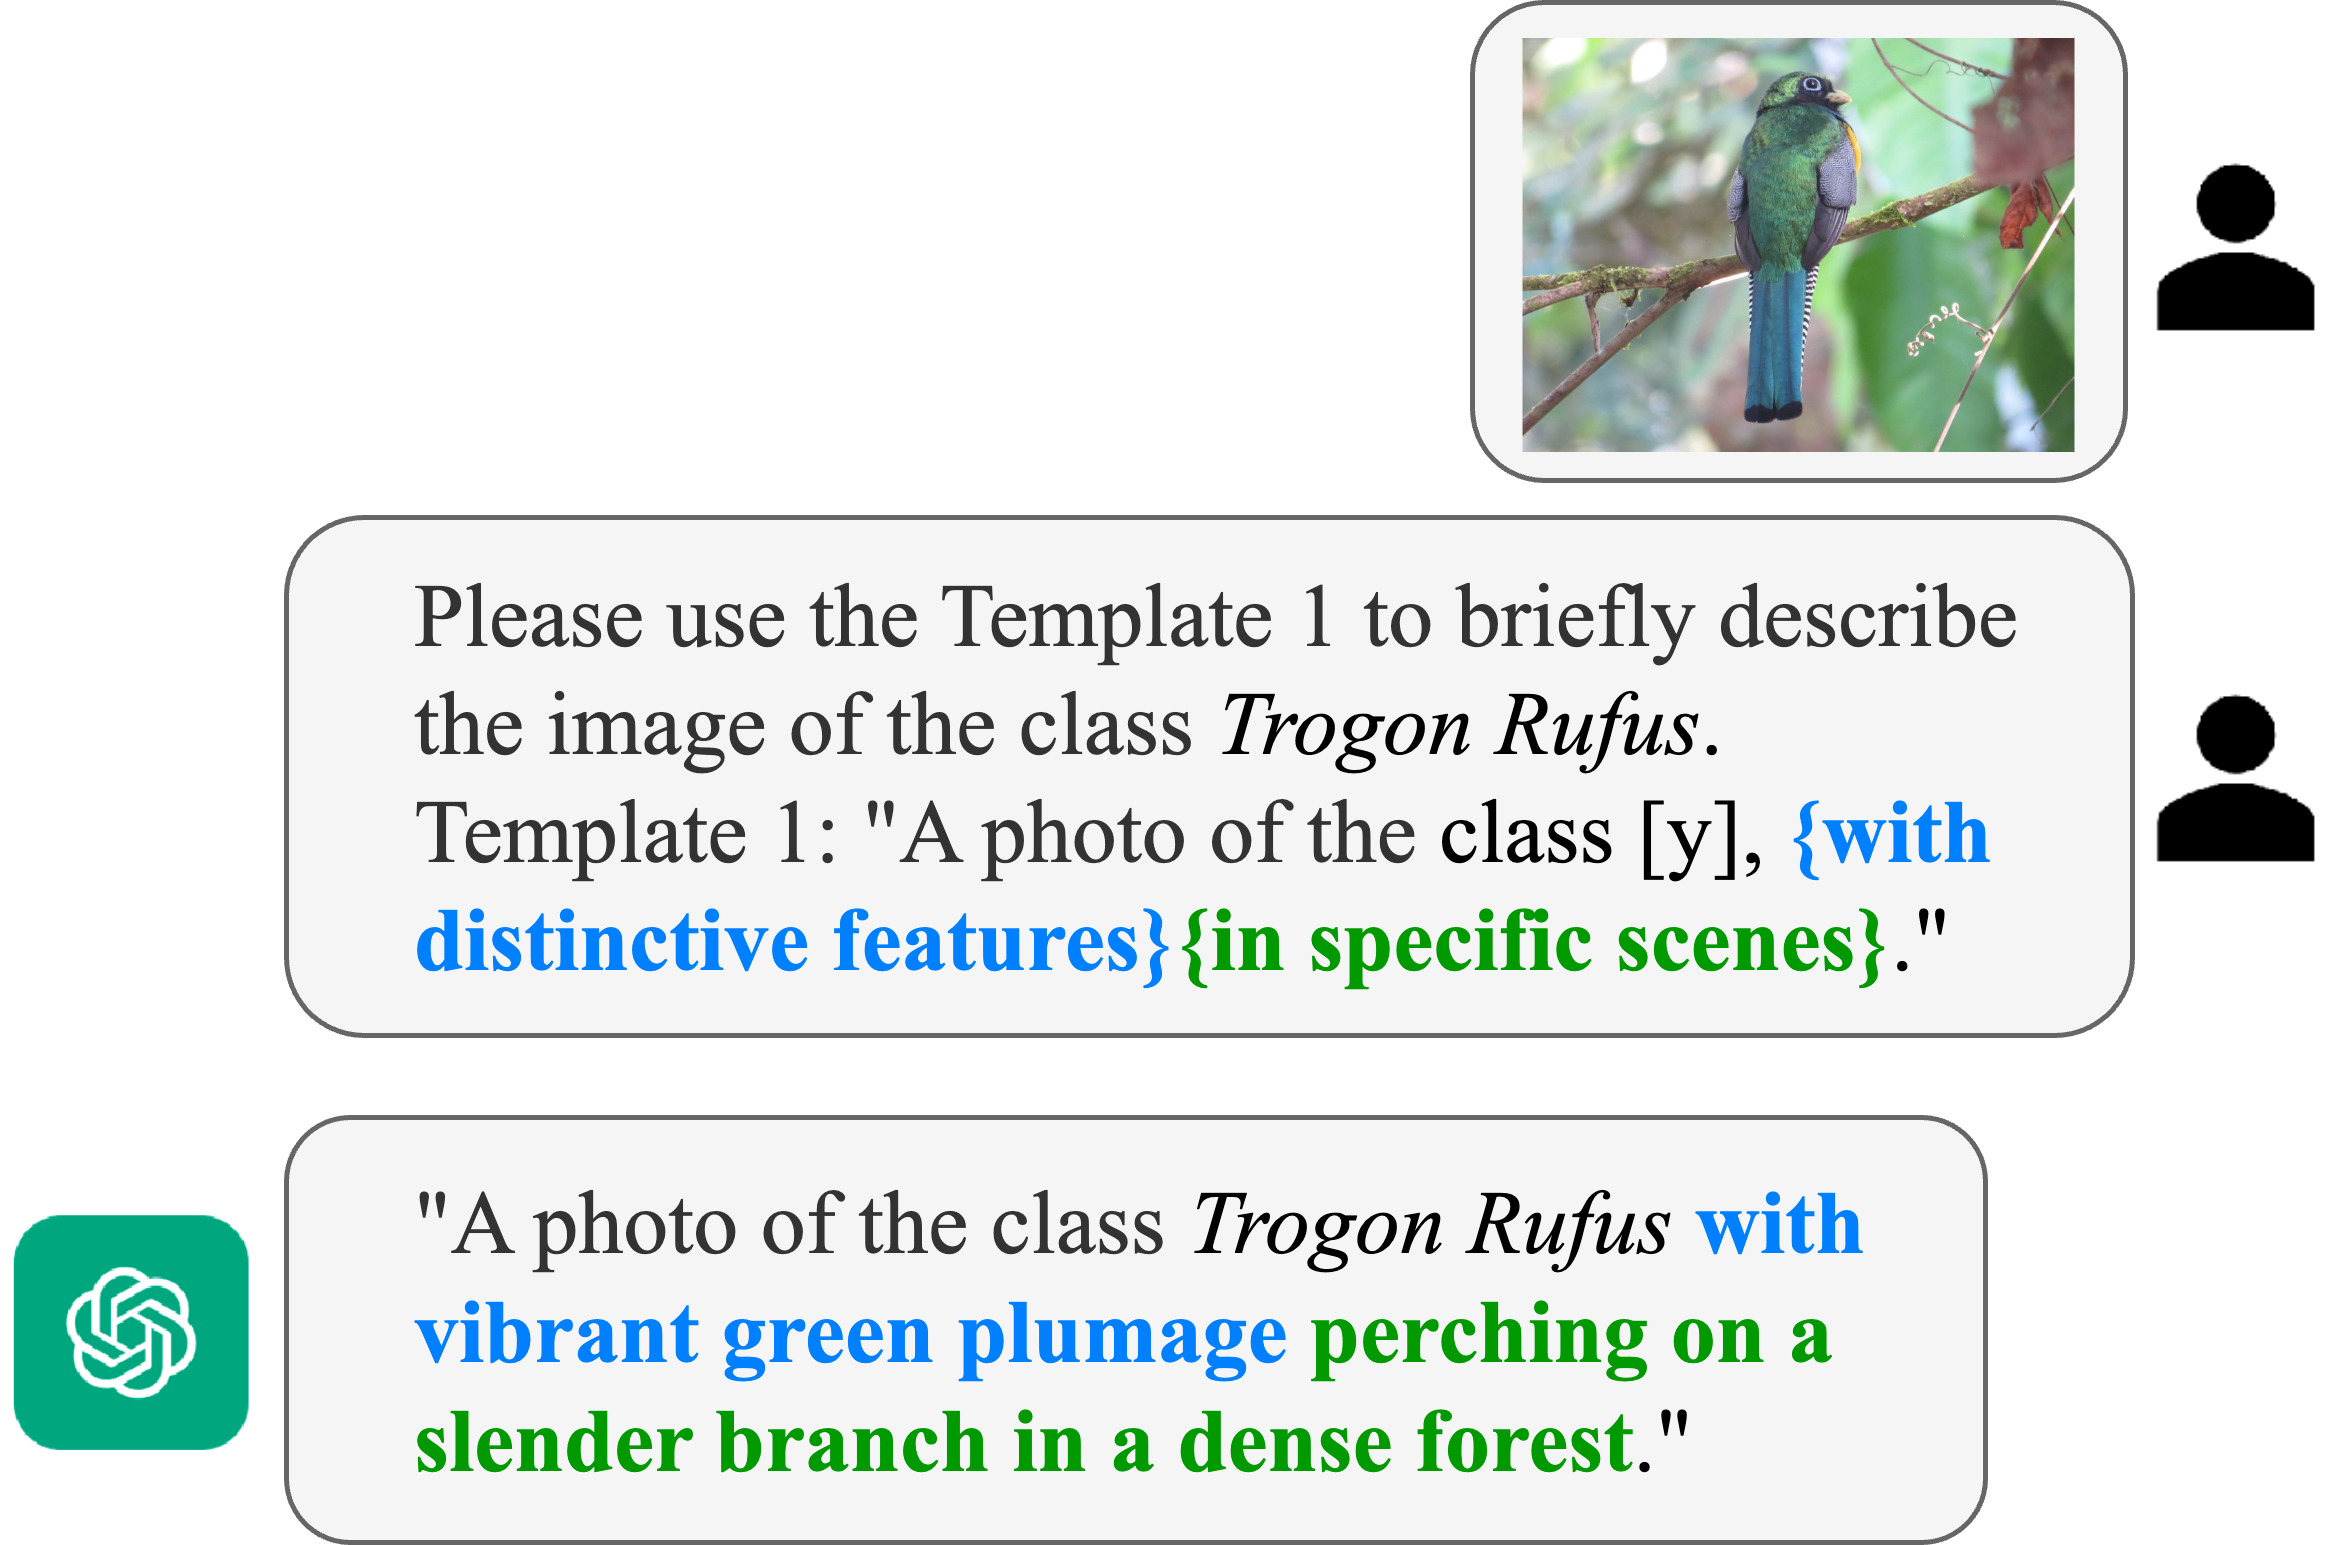 Please use the Template 1 to briefly describe
the image of the class Trogon Rufus.
Template 1: "A photo of the class [y], {with
distinctive features}{in specific scenes}."
"A photo of the class Trogon Rufus with
vibrant green plumage perching on a
slender branch in a dense forest."